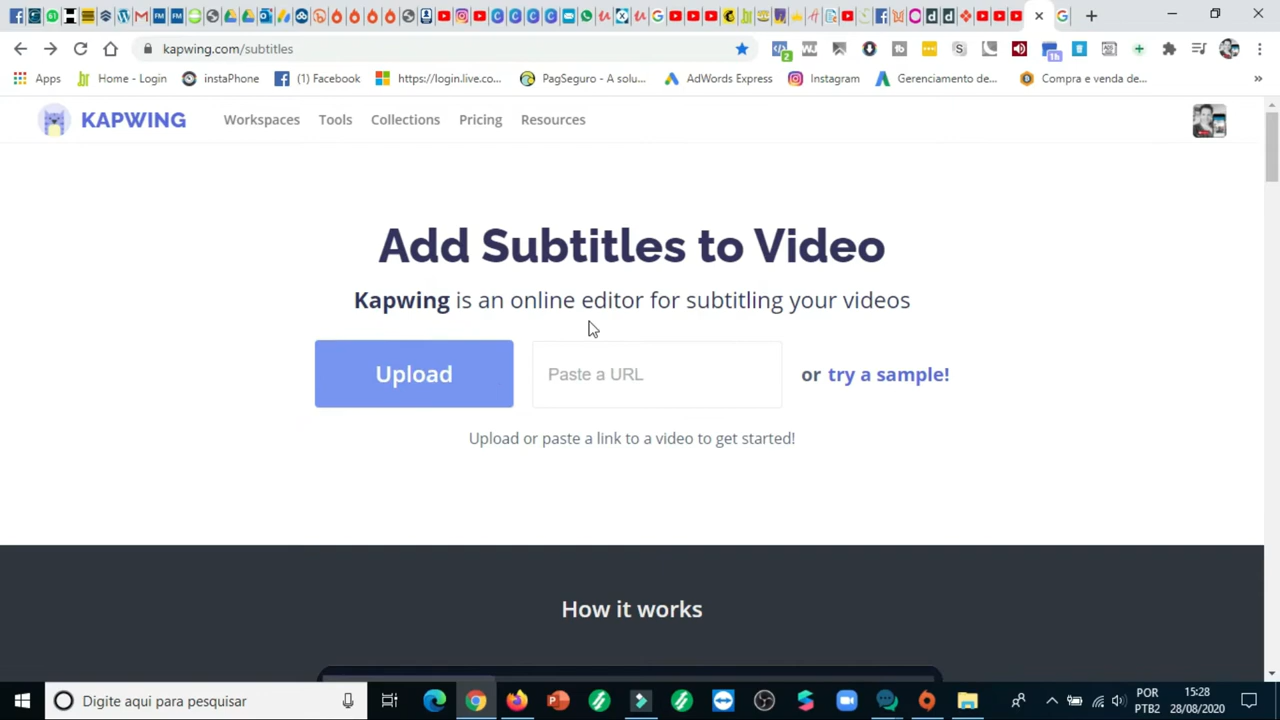 kapwing.com/subtitles
2
1h
Apps
Home - Login
instaPhone
(1) Facebook
https://login.live.co...
PagSeguro - A solu...
AdWords Express
Instagram
Gerenciamento de...
Compra e venda de...
KAPWING
Workspaces
Tools
Collections
Pricing
Resources
Add Subtitles to Video
Kapwing is an online editor for subtitling your videos
Upload
Paste a URL
or try a sample!
Upload or paste a link to a video to get started!
How it works
Digite aqui para pesquisar
POR
PTB2
15:28
28/08/2020